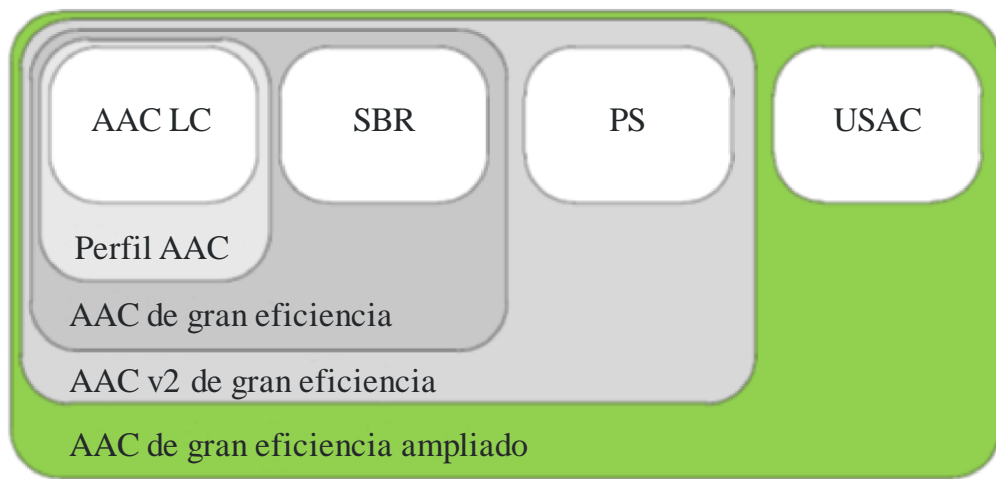 AAC LC
SBR
PS
USAC
Perfil AAC
AAC de gran eficiencia
AAC v2 de gran eficiencia
AAC de gran eficiencia ampliado